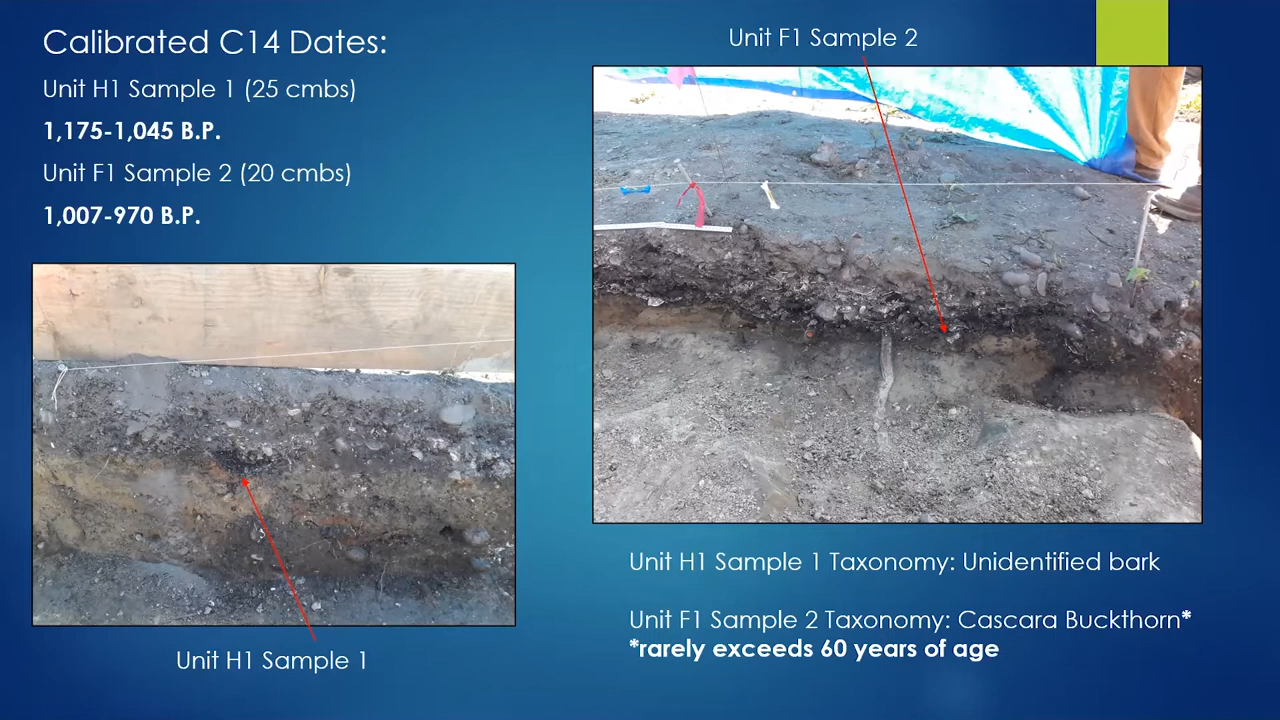 Calibrated C14 Dates:
Unit H1 Sample 1 (25 cmbs)
1,175-1,045 B.P.
Unit F1 Sample 2 (20 cmbs)
1,007-970 B.P.
Unit F1 Sample 2
Unit H1 Sample 1
Unit H1 Sample 1 Taxonomy: Unidentified bark
Unit F1 Sample 2 Taxonomy: Cascara Buckthorn*
*rarely exceeds 60 years of age